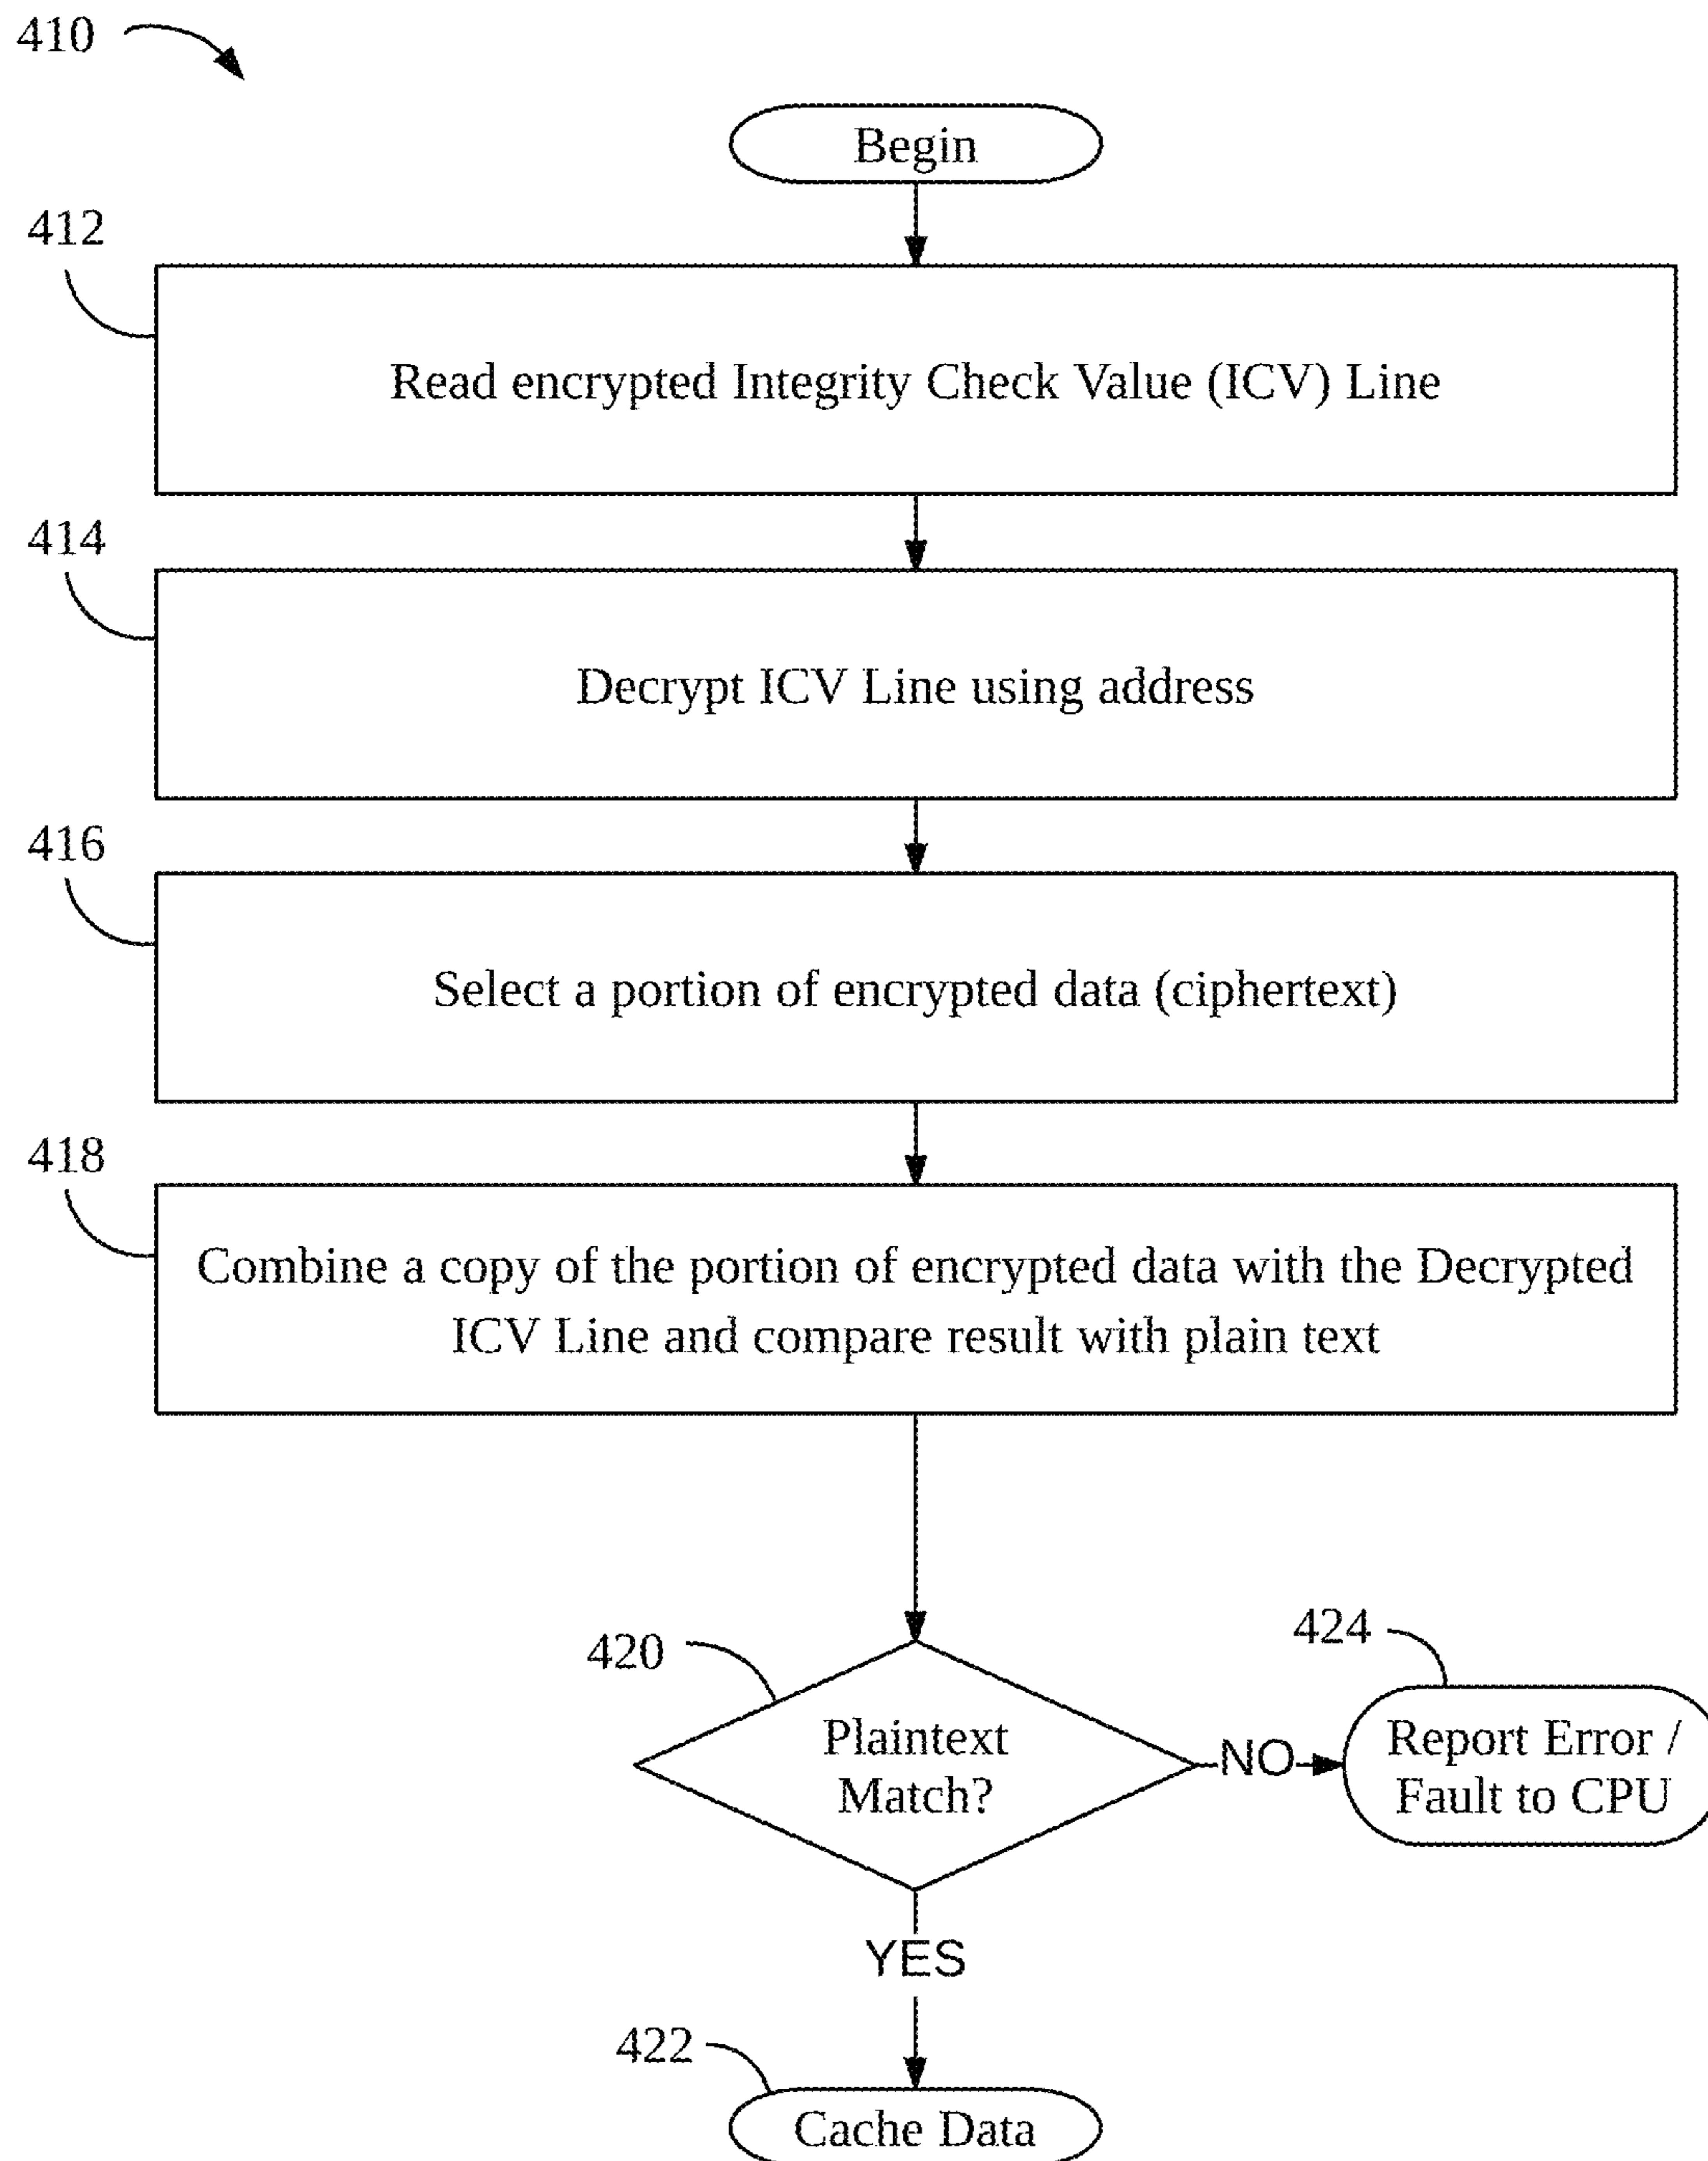 410
Begin
412
Read encrypted Integrity Check Value (ICV) Line
414
Decrypt ICV Line using address
416
Select a portion of encrypted data (ciphertext)
418
Combine a copy of the portion of encrypted data with the Decrypted
ICV Line and compare result with plain text
420
Plaintext
Match?
NO
424
Report Error /
Fault to CPU
YES
422
Cache Data